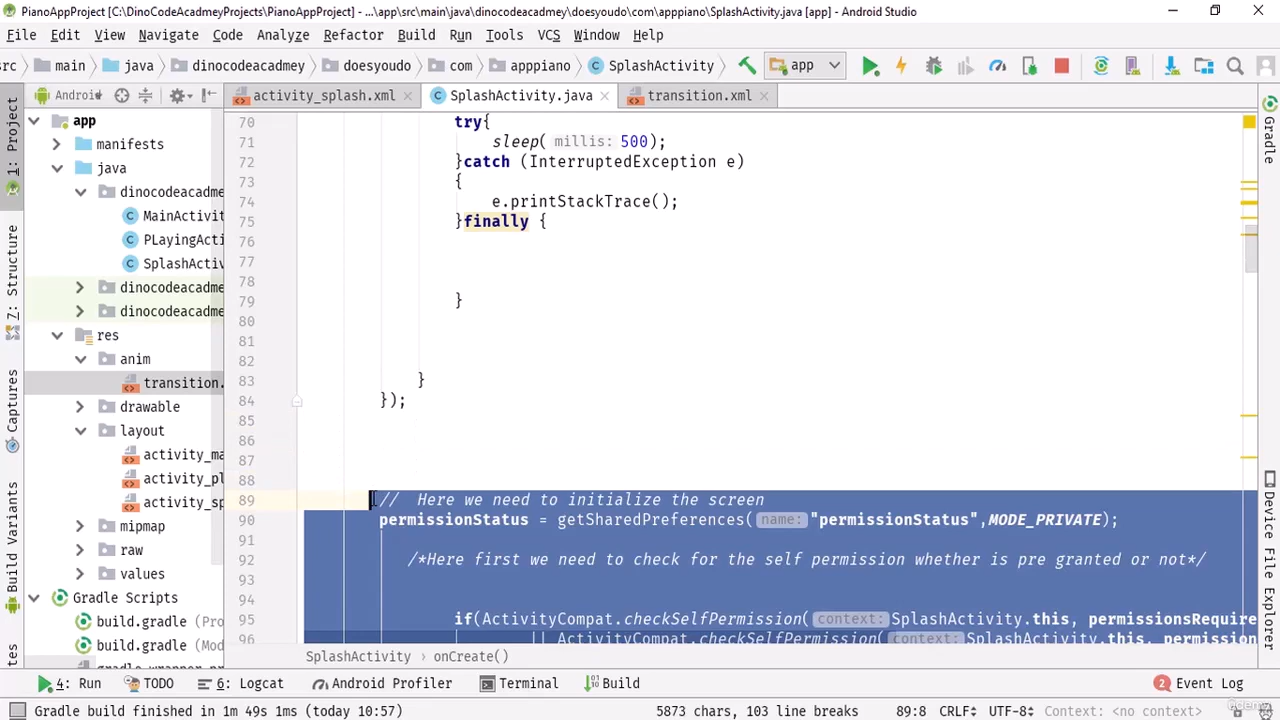 PianoAppProject [C:\DinoCodeAcadmeyProjects\PianoAppProject] - ...\app\src\main\java\dinocodeacadmey\doesyoudo\com\apppiano\SplashActivity.java [app] - Android Studio
File Edit View Navigate Code Analyze Refactor Build Run Tools VCS Window Help
src main java dinocodeacadmey doesyoudo com apppiano SplashActivity app
Android activity_splash.xml SplashActivity.java transition.xml
1: Project
Z: Structure
Captures
Build Variants
app
manifests
java
dinocodeacadme
MainActivit
PLayingActi
SplashActiv
dinocodeacadme
dinocodeacadme
res
anim
transition.
drawable
layout
activity_ma
activity_pl
activity_sp
mipmap
raw
values
Gradle Scripts
build.gradle (Pro
build.gradle (Mod
70 try{
71 sleep( millis: 500);
72 }catch (InterruptedException e)
73 {
74 e.printStackTrace();
75 }finally {
76
77
78
79 }
80
81
82
83 }
84 });
85
86
87
88
89 // Here we need to initialize the screen
90 permissionStatus = getSharedPreferences( name: "permissionStatus",MODE_PRIVATE);
91
92 /*Here first we need to check for the self permission whether is pre granted or not*/
93
94
95 if(ActivityCompat.checkSelfPermission( context: SplashActivity.this, permissionsRequire
96 || ActivityCompat.checkSelfPermission( context: SplashActivity.this, permission
SplashActivity › onCreate()
Gradle
Device File Explorer
4: Run TODO 6: Logcat Android Profiler Terminal Build 2 Event Log
Gradle build finished in 1m 49s 1ms (today 10:57) 5873 chars, 103 line breaks 89:8 CRLF UTF-8 Context: <no context>